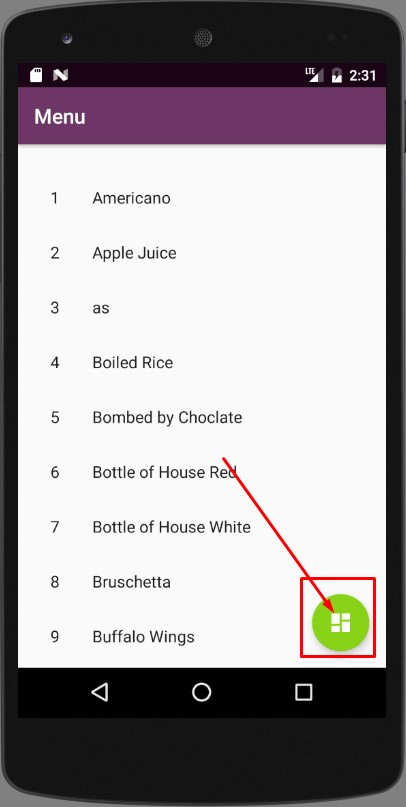 LTE 2:31
Menu
1 Americano
2 Apple Juice
3 as
4 Boiled Rice
5 Bombed by Choclate
6 Bottle of House Red
7 Bottle of House White
8 Bruschetta
9 Buffalo Wings